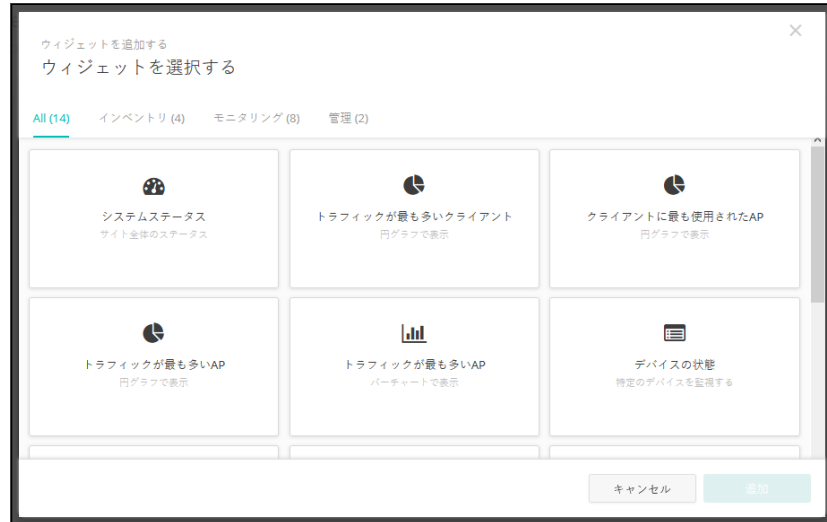 ウィジェットを追加する
ウィジェットを選択する
All (14) インベントリ (4) モニタリング (8) 管理 (2)
システムステータス
サイト全体のステータス
トラフィックが最も多いクライアント
円グラフで表示
クライアントに最も使用されたAP
円グラフで表示
トラフィックが最も多いAP
円グラフで表示
トラフィックが最も多いAP
バーチャートで表示
デバイスの状態
特定のデバイスを監視する
キャンセル
追加